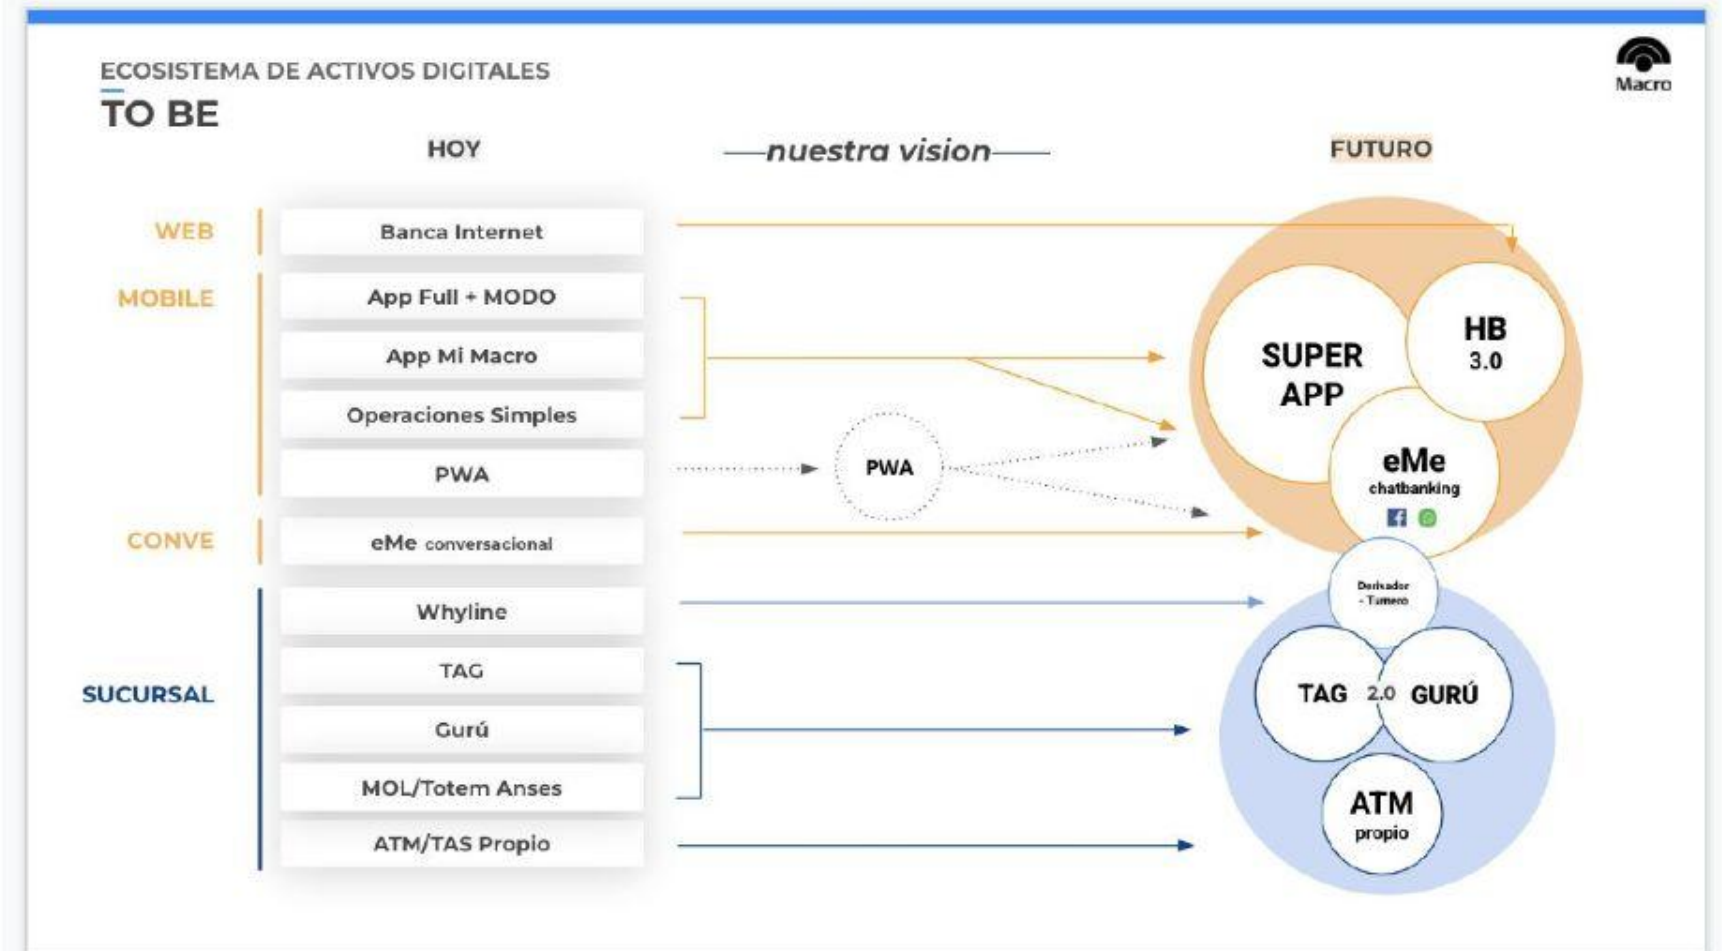 ECOSISTEMA DE ACTIVOS DIGITALES
TO BE
Macro
HOY
nuestra vision
FUTURO
WEB
Banca Internet
MOBILE
App Full + MODO
App Mi Macro
Operaciones Simples
PWA
PWA
CONVE
eMe conversacional
SUCURSAL
Whyline
TAG
Gurú
MOL/Totem Anses
ATM/TAS Propio
SUPER
APP
HB
3.0
eMe
chatbanking
Derivador
- Turnero
TAG 2.0 GURÚ
ATM
propio